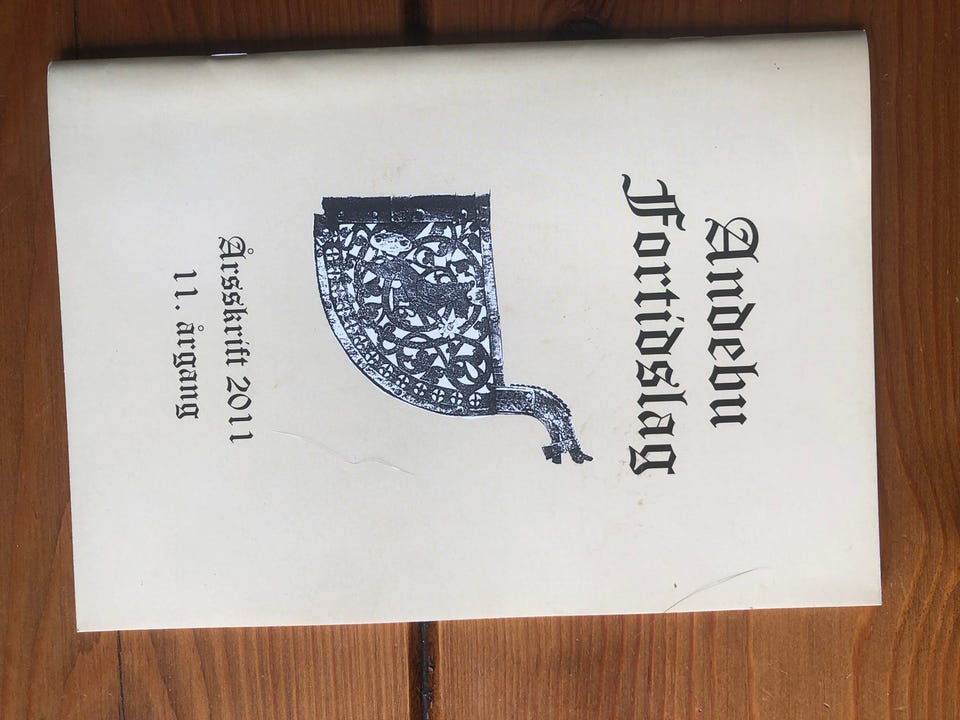 Andebu
Fortidslag
Årsskrift 2011
11. årgang